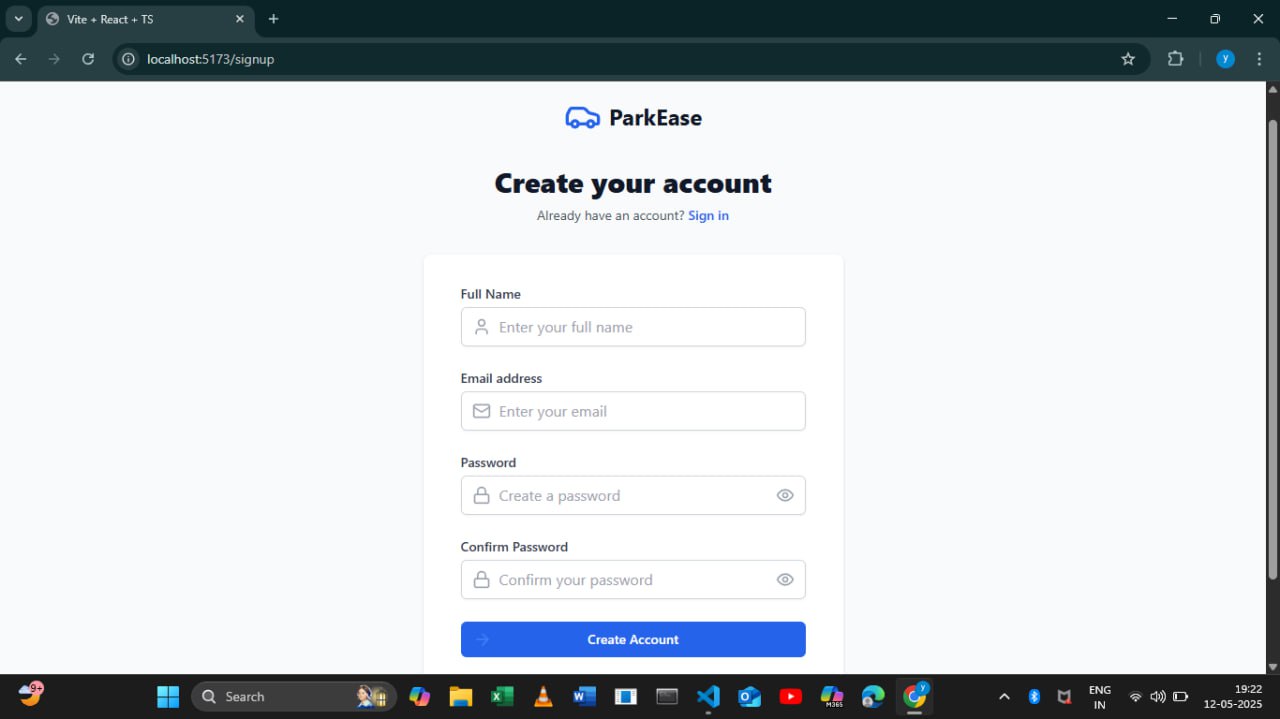 Vite + React + TS
localhost:5173/signup
y
ParkEase
Create your account
Already have an account? Sign in
Full Name
Enter your full name
Email address
Enter your email
Password
Create a password
Confirm Password
Confirm your password
Create Account
9+
Search
M365
y
ENG
IN
19:22
12-05-2025